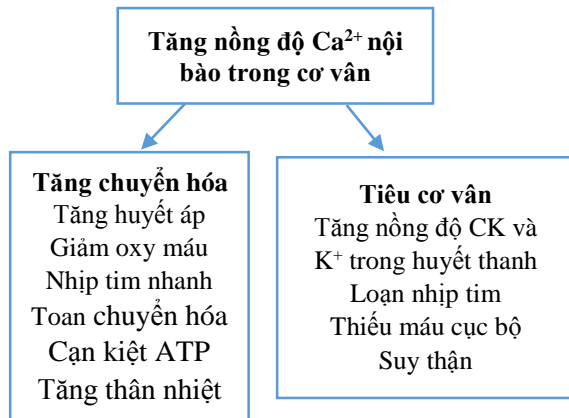 Tăng nồng độ Ca²⁺ nội
bào trong cơ vân
Tăng chuyển hóa
Tăng huyết áp
Giảm oxy máu
Nhịp tim nhanh
Toan chuyển hóa
Cạn kiệt ATP
Tăng thân nhiệt
Tiêu cơ vân
Tăng nồng độ CK và
K⁺ trong huyết thanh
Loạn nhịp tim
Thiếu máu cục bộ
Suy thận